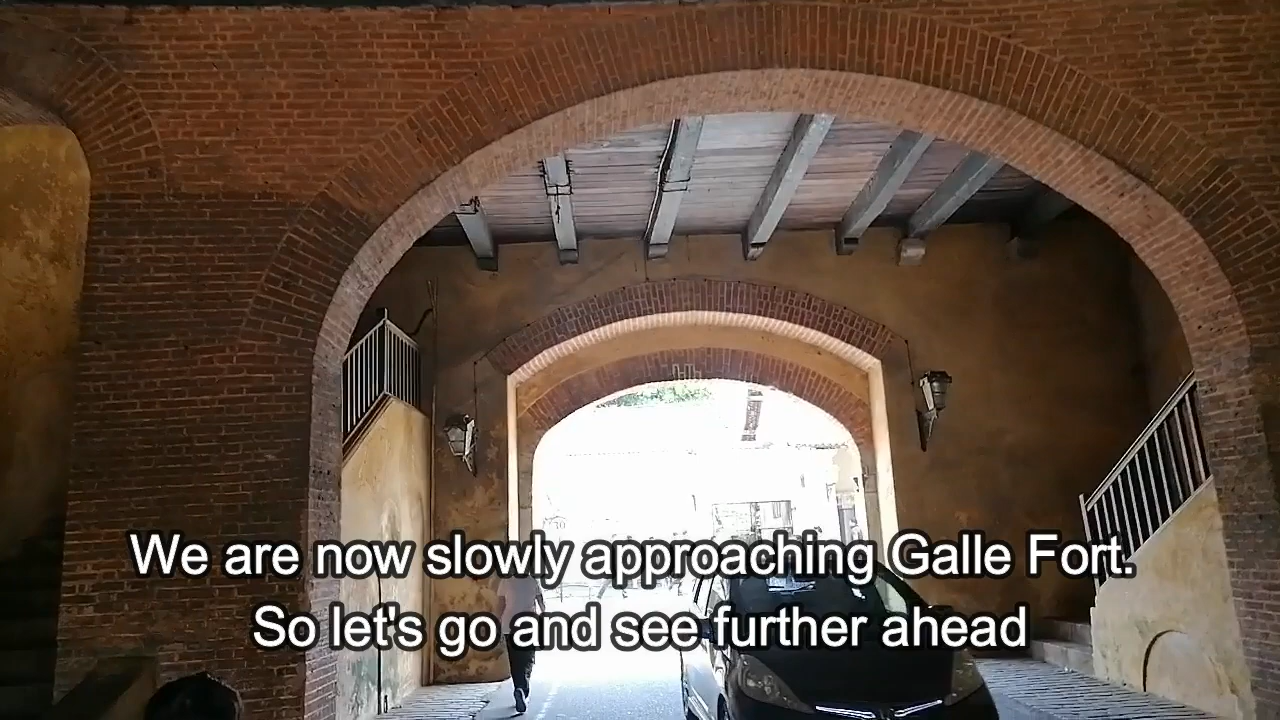 We are now slowly approaching Galle Fort.
So let's go and see further ahead